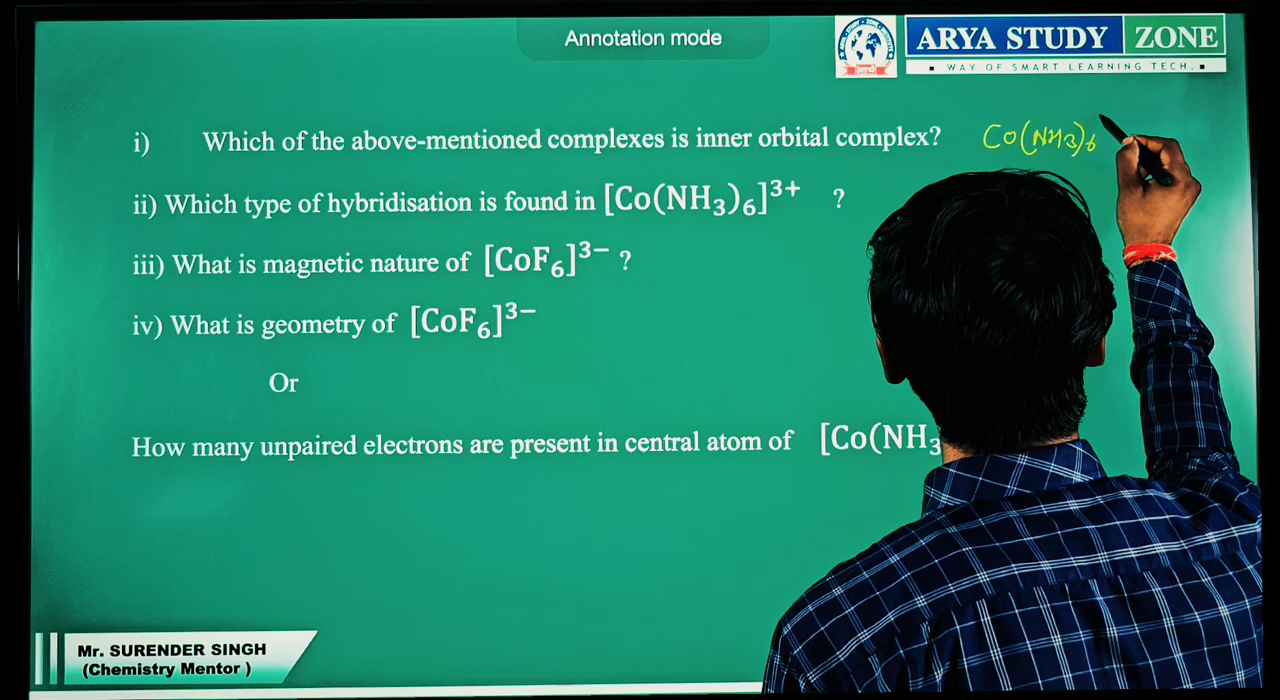 Annotation mode
ARYA STUDY ZONE
▪ WAY OF SMART LEARNING TECH. ▪
i) Which of the above-mentioned complexes is inner orbital complex? Co(NH3)6
ii) Which type of hybridisation is found in [Co(NH₃)₆]³⁺ ?
iii) What is magnetic nature of [CoF₆]³⁻ ?
iv) What is geometry of [CoF₆]³⁻
Or
How many unpaired electrons are present in central atom of [Co(NH₃
Mr. SURENDER SINGH
(Chemistry Mentor )